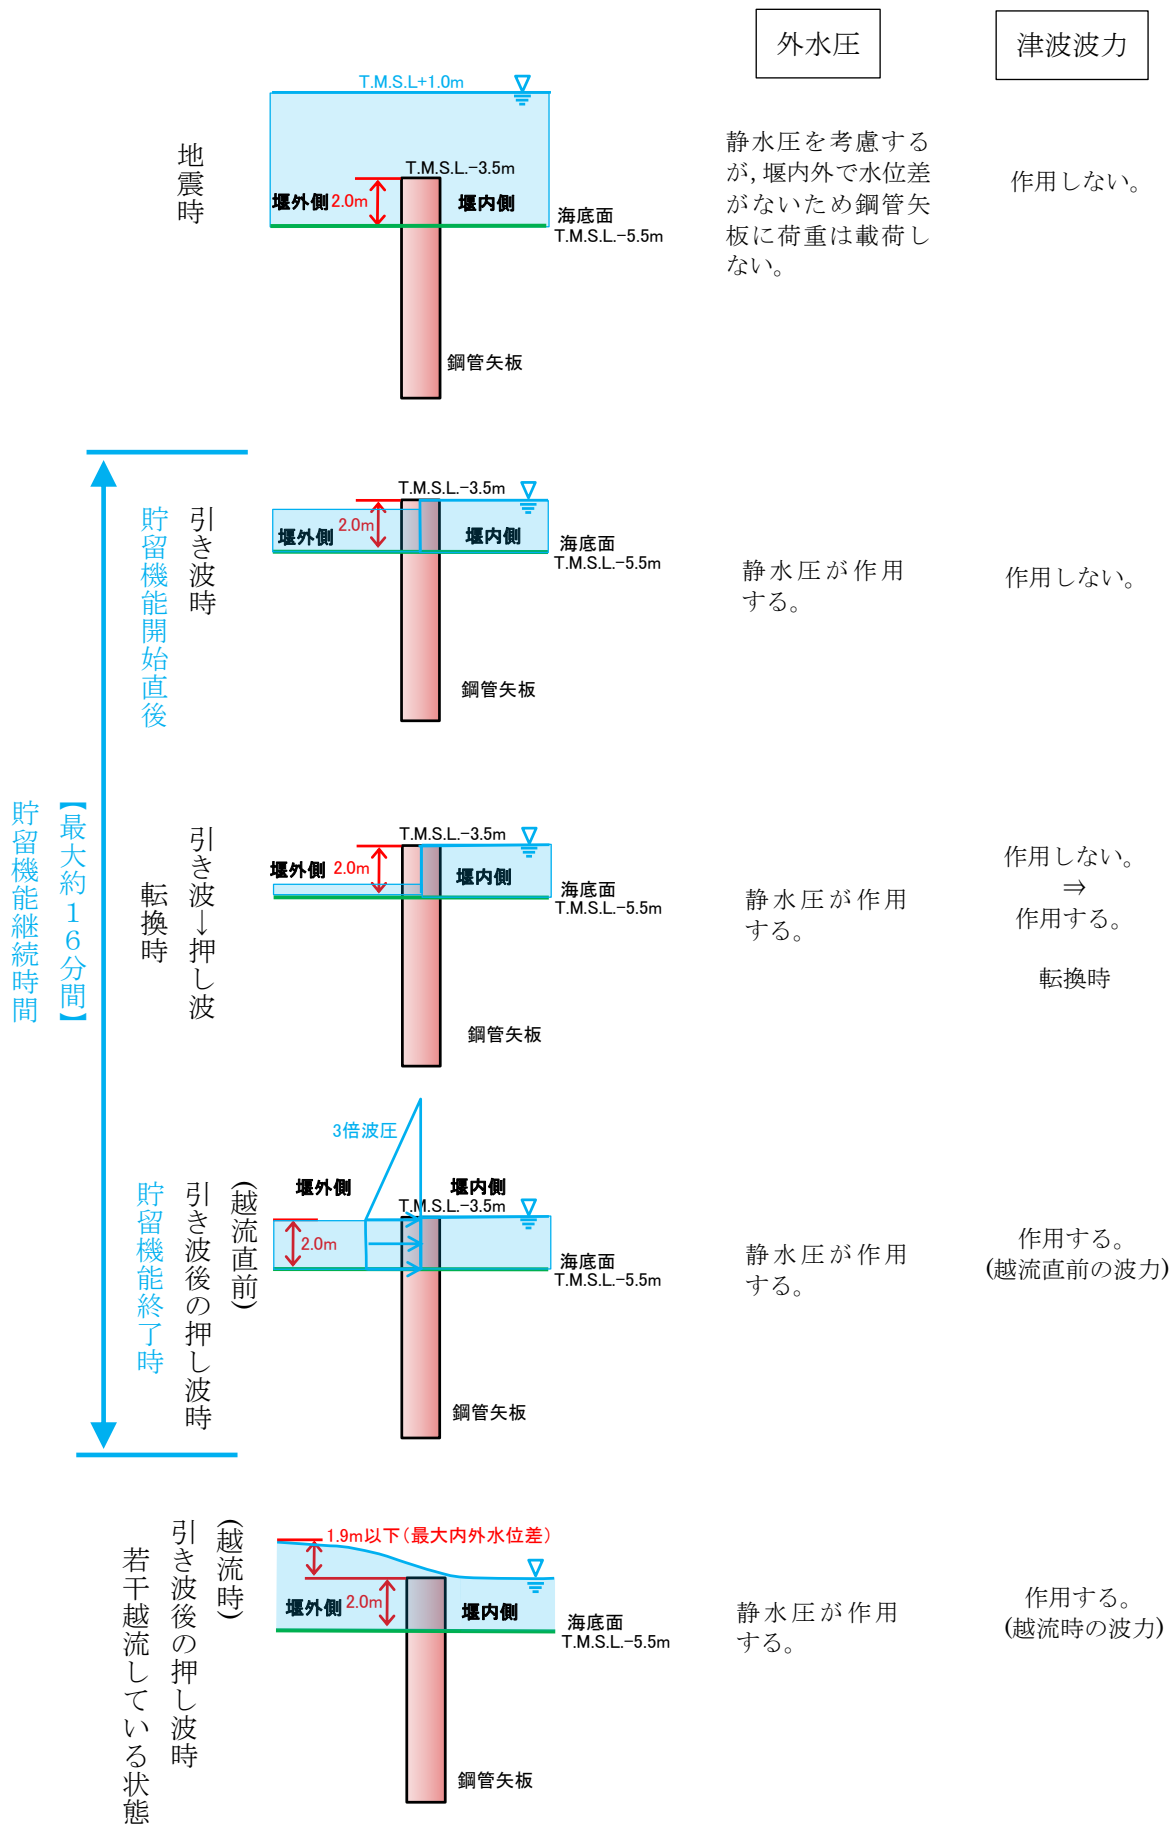 外水圧
津波波力
地震時
T.M.S.L+1.0m
T.M.S.L.-3.5m
堰外側
2.0m
堰内側
海底面
T.M.S.L.-5.5m
鋼管矢板
静水圧を考慮する
が,堰内外で水位差
がないため鋼管矢
板に荷重は載荷し
ない。
作用しない。
貯留機能継続時間
【最大約16分間】
引き波時
貯留機能開始直後
T.M.S.L.-3.5m
堰外側
2.0m
堰内側
海底面
T.M.S.L.-5.5m
鋼管矢板
静水圧が作用
する。
作用しない。
引き波→押し波
転換時
T.M.S.L.-3.5m
堰外側
2.0m
堰内側
海底面
T.M.S.L.-5.5m
鋼管矢板
静水圧が作用
する。
作用しない。
⇒
作用する。
転換時
(越流直前)
引き波後の押し波時
貯留機能終了時
3倍波圧
堰外側
堰内側
T.M.S.L.-3.5m
2.0m
海底面
T.M.S.L.-5.5m
鋼管矢板
静水圧が作用
する。
作用する。
(越流直前の波力)
(越流時)
引き波後の押し波時
若干越流している状態
1.9m以下(最大内外水位差)
堰外側
2.0m
堰内側
海底面
T.M.S.L.-5.5m
鋼管矢板
静水圧が作用
する。
作用する。
(越流時の波力)